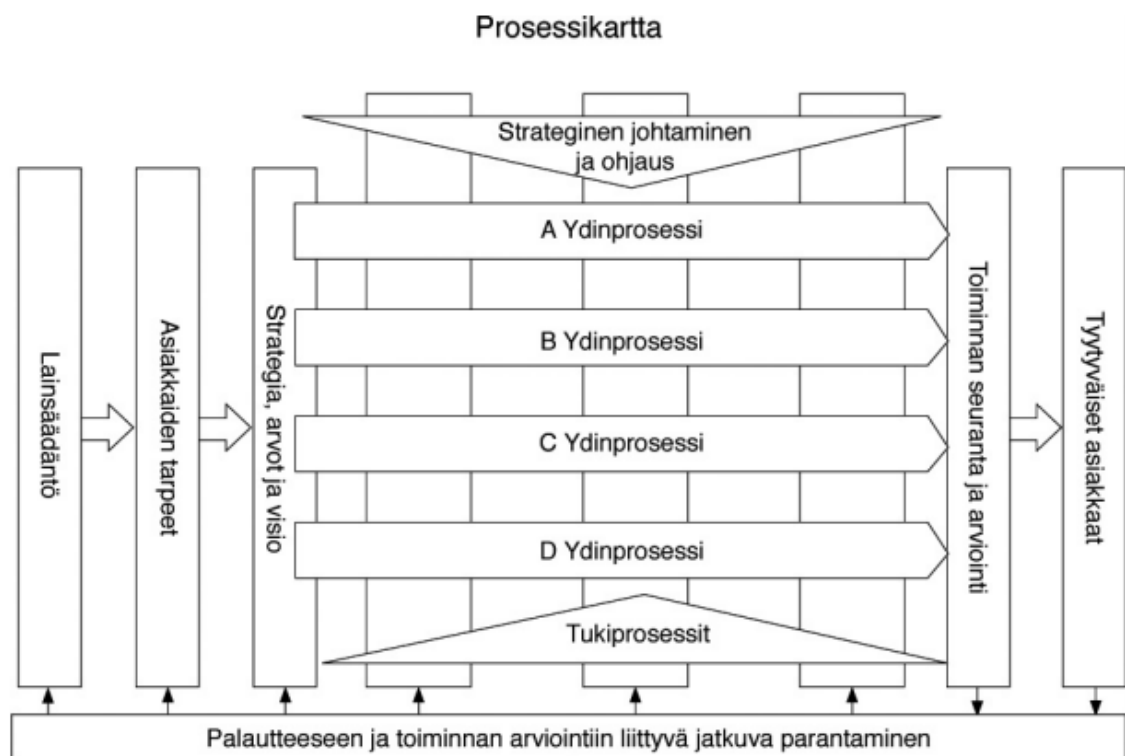 Prosessikartta
Strateginen johtaminen
ja ohjaus
Lainsäädäntö
Asiakkaiden tarpeet
Strategia, arvot ja visio
A Ydinprosessi
B Ydinprosessi
C Ydinprosessi
D Ydinprosessi
Tukiprosessit
Toiminnan seuranta ja arviointi
Tyytyväiset asiakkaat
Palautteeseen ja toiminnan arviointiin liittyvä jatkuva parantaminen